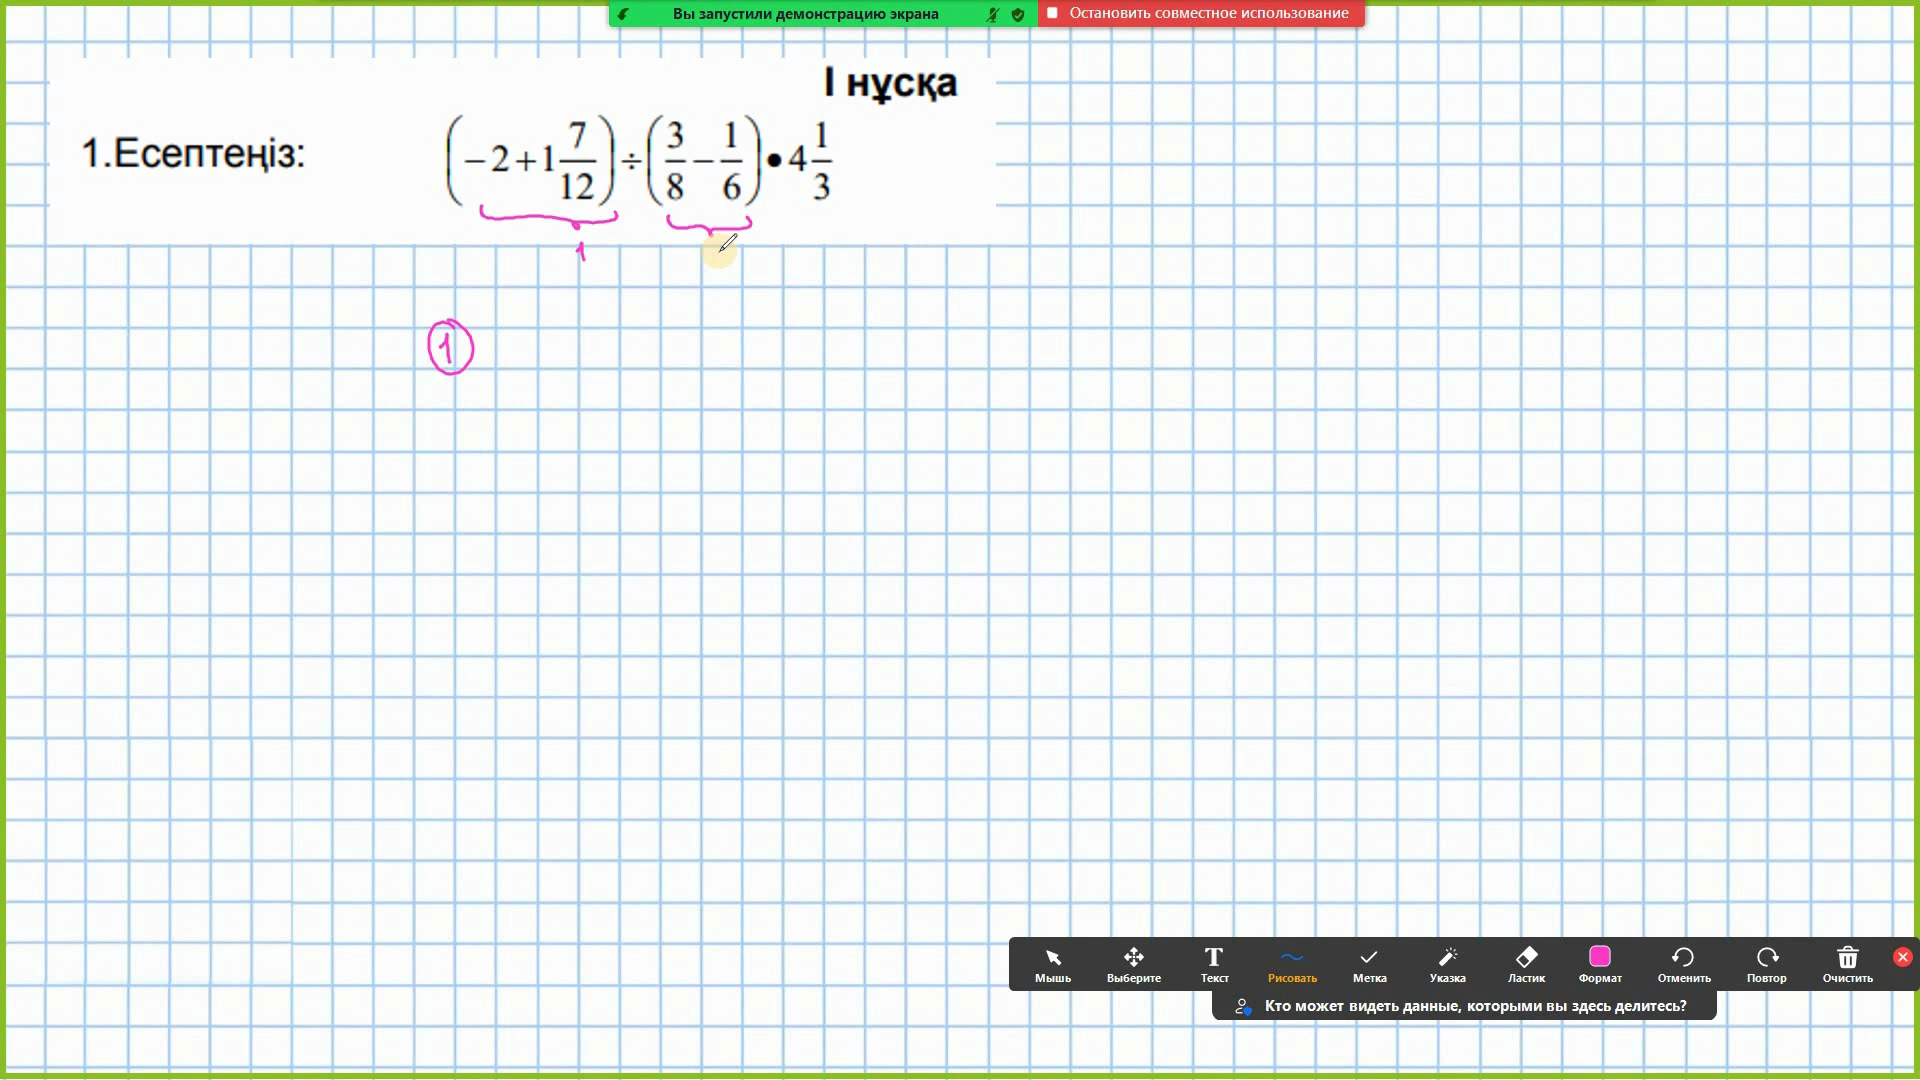 Вы запустили демонстрацию экрана
Остановить совместное использование
I нұсқа
1.Есептеңіз: (−2+1 7/12)÷(3/8−1/6)•4 1/3
1
1
Мышь Выберите Текст Рисовать Метка Указка Ластик Формат Отменить Повтор Очистить
Кто может видеть данные, которыми вы здесь делитесь?